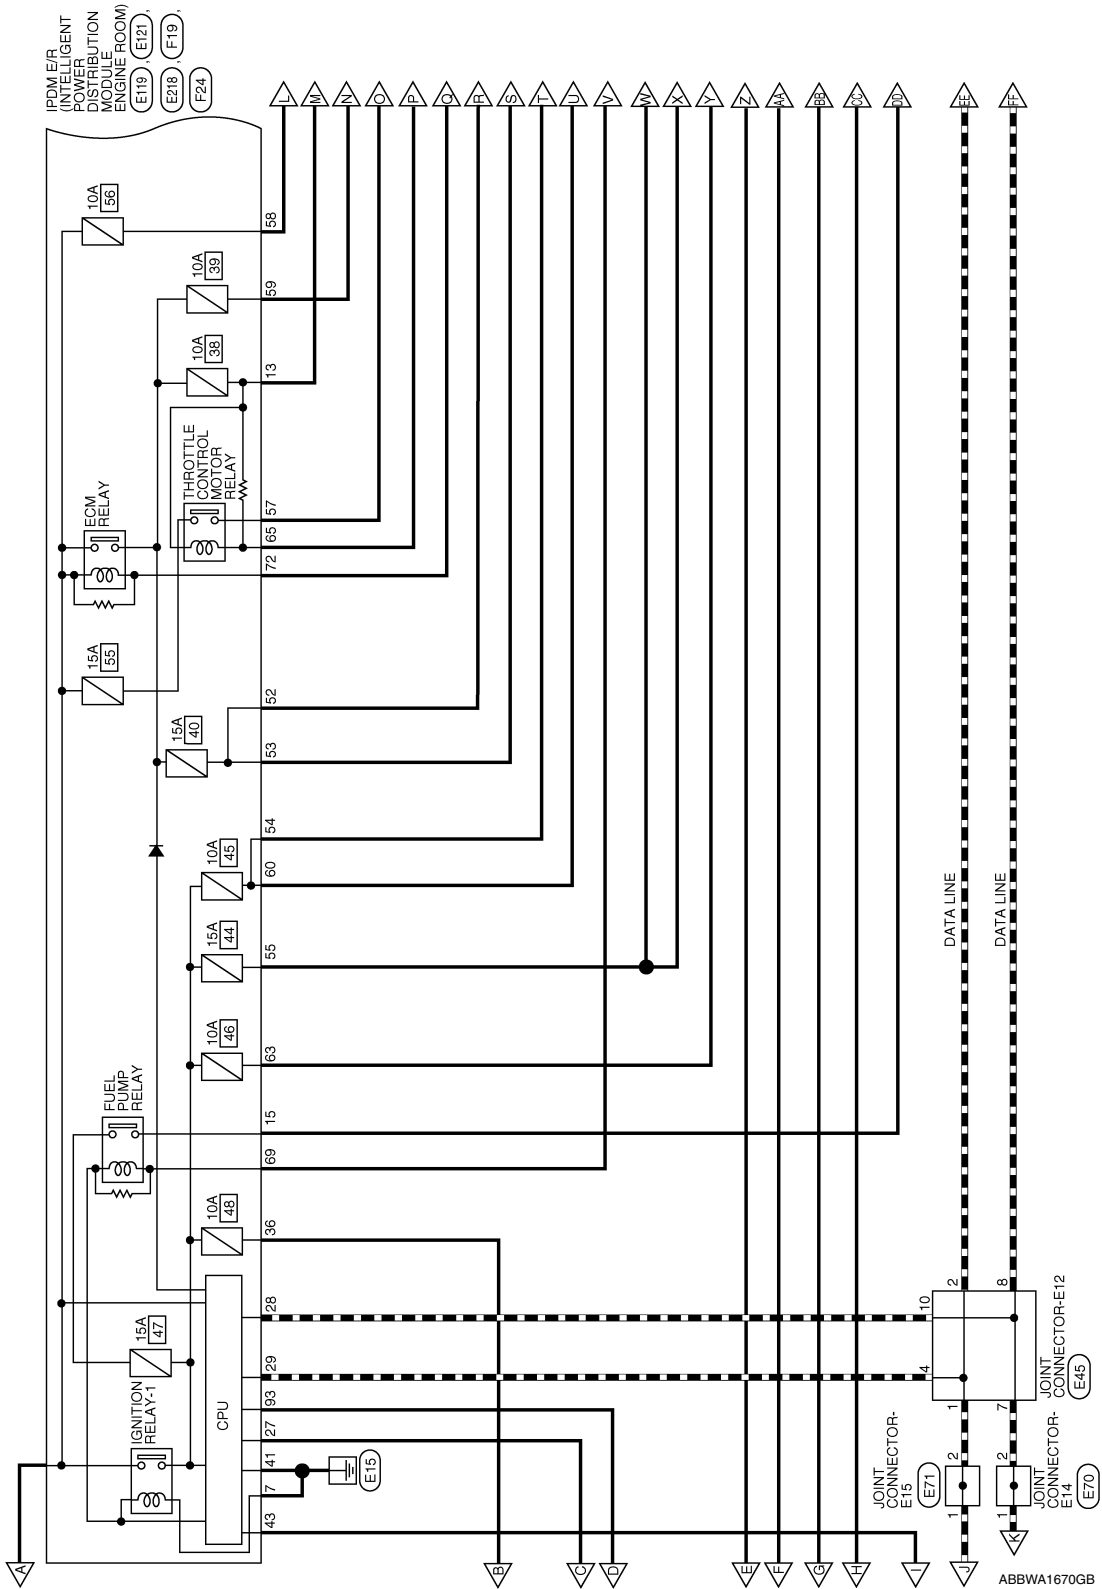 IPDM E/R
(INTELLIGENT
POWER
DISTRIBUTION
MODULE
ENGINE ROOM)
E119 , E121 ,
E218 , F19 ,
F24
L
M
N
O
P
Q
R
S
T
U
V
W
X
Y
Z
AA
BB
CC
DD
EE
FF
10A
56
10A
39
10A
38
58
59
13
ECM
RELAY
THROTTLE
CONTROL
MOTOR
RELAY
57
65
72
15A
55
15A
40
52
53
54
60
10A
45
15A
44
55
10A
46
63
FUEL
PUMP
RELAY
15
69
10A
48
36
DATA LINE
DATA LINE
15A
47
IGNITION
RELAY-1
CPU
28
29
93
27
41
7
43
E15
10
4
2
8
1
7
JOINT
CONNECTOR-E12
E45
JOINT
CONNECTOR-
E15
E71
2
1
2
1
JOINT
CONNECTOR-
E14
E70
A
B
C
D
E
F
G
H
I
J
K
ABBWA1670GB